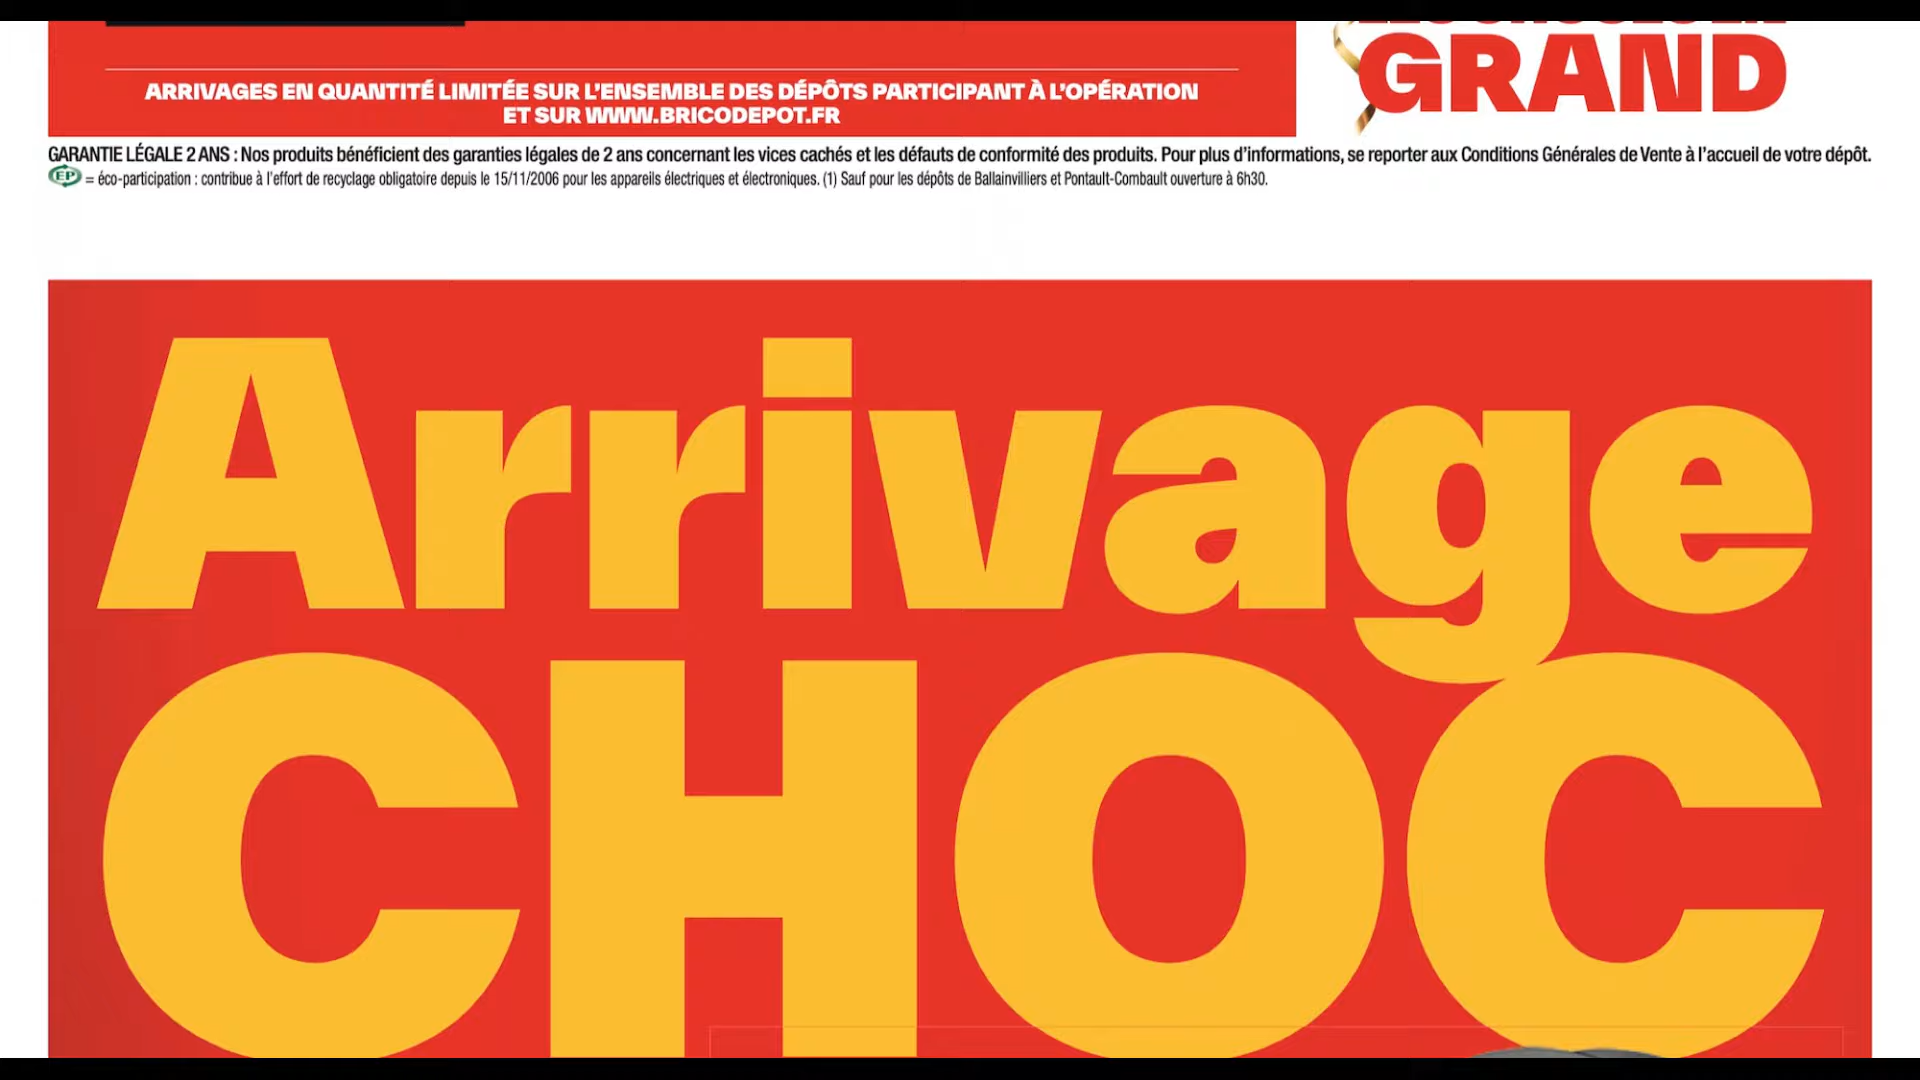 GRAND
ARRIVAGES EN QUANTITÉ LIMITÉE SUR L'ENSEMBLE DES DÉPÔTS PARTICIPANT À L'OPÉRATION
ET SUR WWW.BRICODEPOT.FR
GARANTIE LÉGALE 2 ANS : Nos produits bénéficient des garanties légales de 2 ans concernant les vices cachés et les défauts de conformité des produits. Pour plus d'informations, se reporter aux Conditions Générales de Vente à l'accueil de votre dépôt.
EP = éco-participation : contribue à l'effort de recyclage obligatoire depuis le 15/11/2006 pour les appareils électriques et électroniques. (1) Sauf pour les dépôts de Ballainvilliers et Pontault-Combault ouverture à 6h30.
Arrivage
CHOC